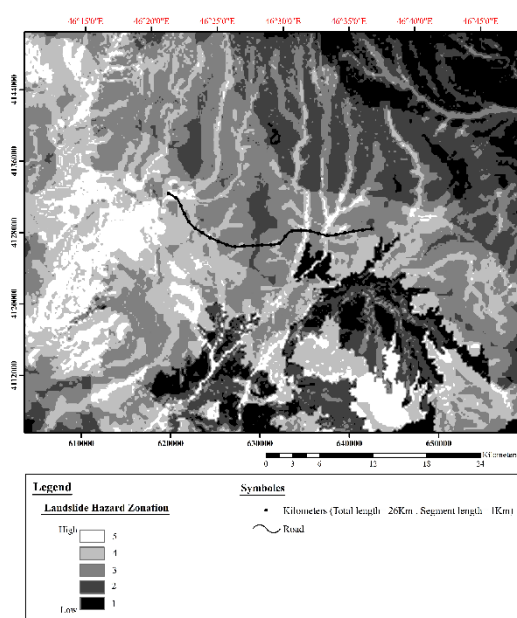 46°15'0"E 46°20'0"E 46°25'0"E 46°30'0"E 46°35'0"E 46°40'0"E 46°45'0"E
4144000
4136000
4128000
4120000
4112000
610000 620000 630000 640000 650000
Kilometers
0 3 6 12 18 24
Legend
Symboles
Landslide Hazard Zonation
Kilometers (Total length 26Km . Segment length 1Km)
Road
High
5
4
3
2
Low 1